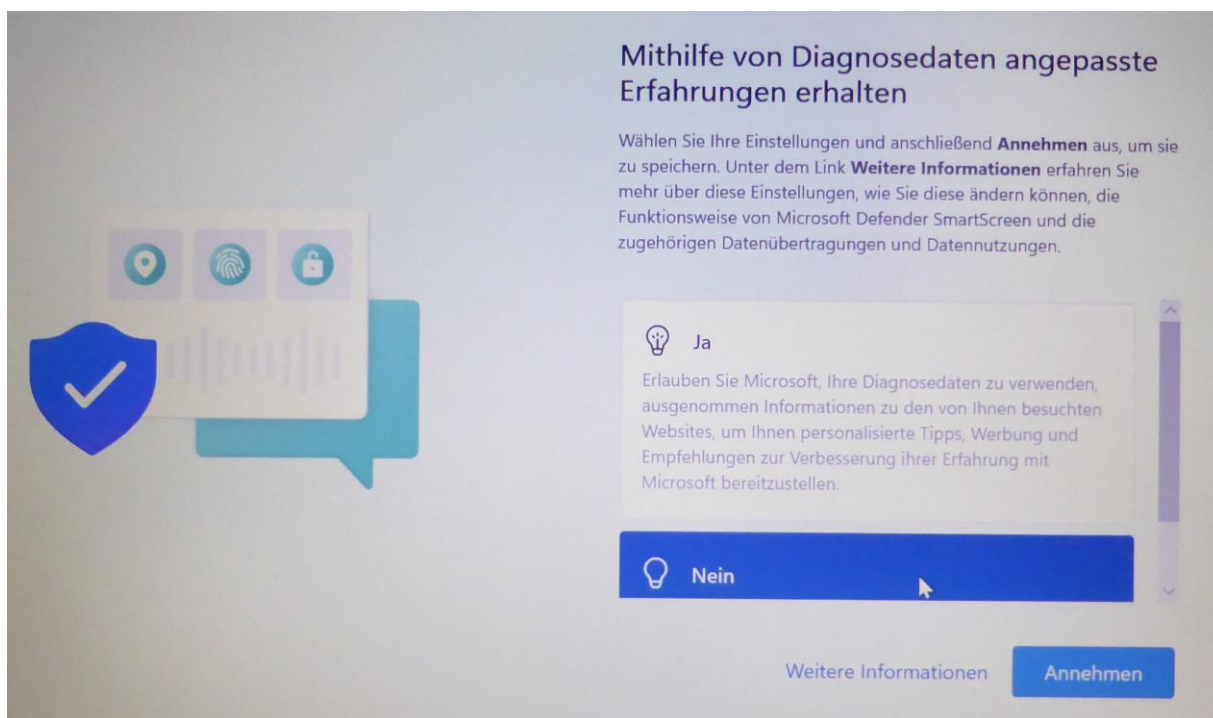 Mithilfe von Diagnosedaten angepasste
Erfahrungen erhalten
Wählen Sie Ihre Einstellungen und anschließend Annehmen aus, um sie
zu speichern. Unter dem Link Weitere Informationen erfahren Sie
mehr über diese Einstellungen, wie Sie diese ändern können, die
Funktionsweise von Microsoft Defender SmartScreen und die
zugehörigen Datenübertragungen und Datennutzungen.
Ja
Erlauben Sie Microsoft, Ihre Diagnosedaten zu verwenden,
ausgenommen Informationen zu den von Ihnen besuchten
Websites, um Ihnen personalisierte Tipps, Werbung und
Empfehlungen zur Verbesserung ihrer Erfahrung mit
Microsoft bereitzustellen.
Nein
Weitere Informationen
Annehmen